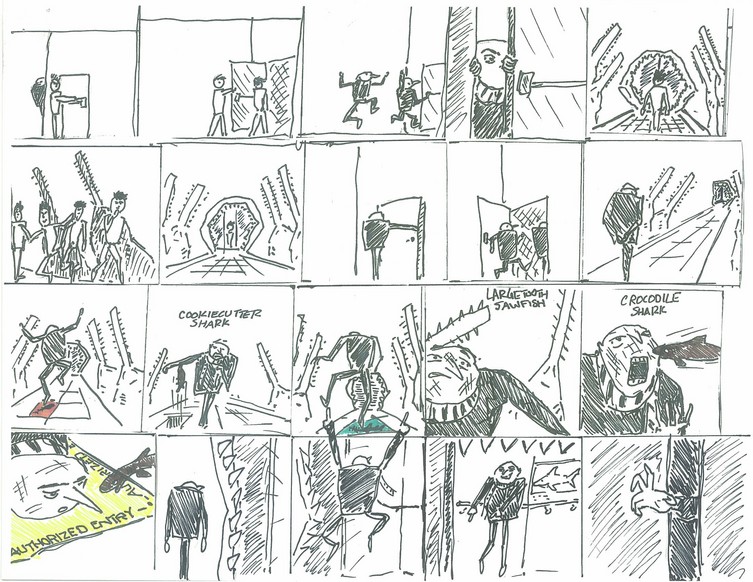 COOKIECUTTER
SHARK
LARGETOOTH
SAWFISH
CROCODILE
SHARK
AUTHORIZED ENTRY -